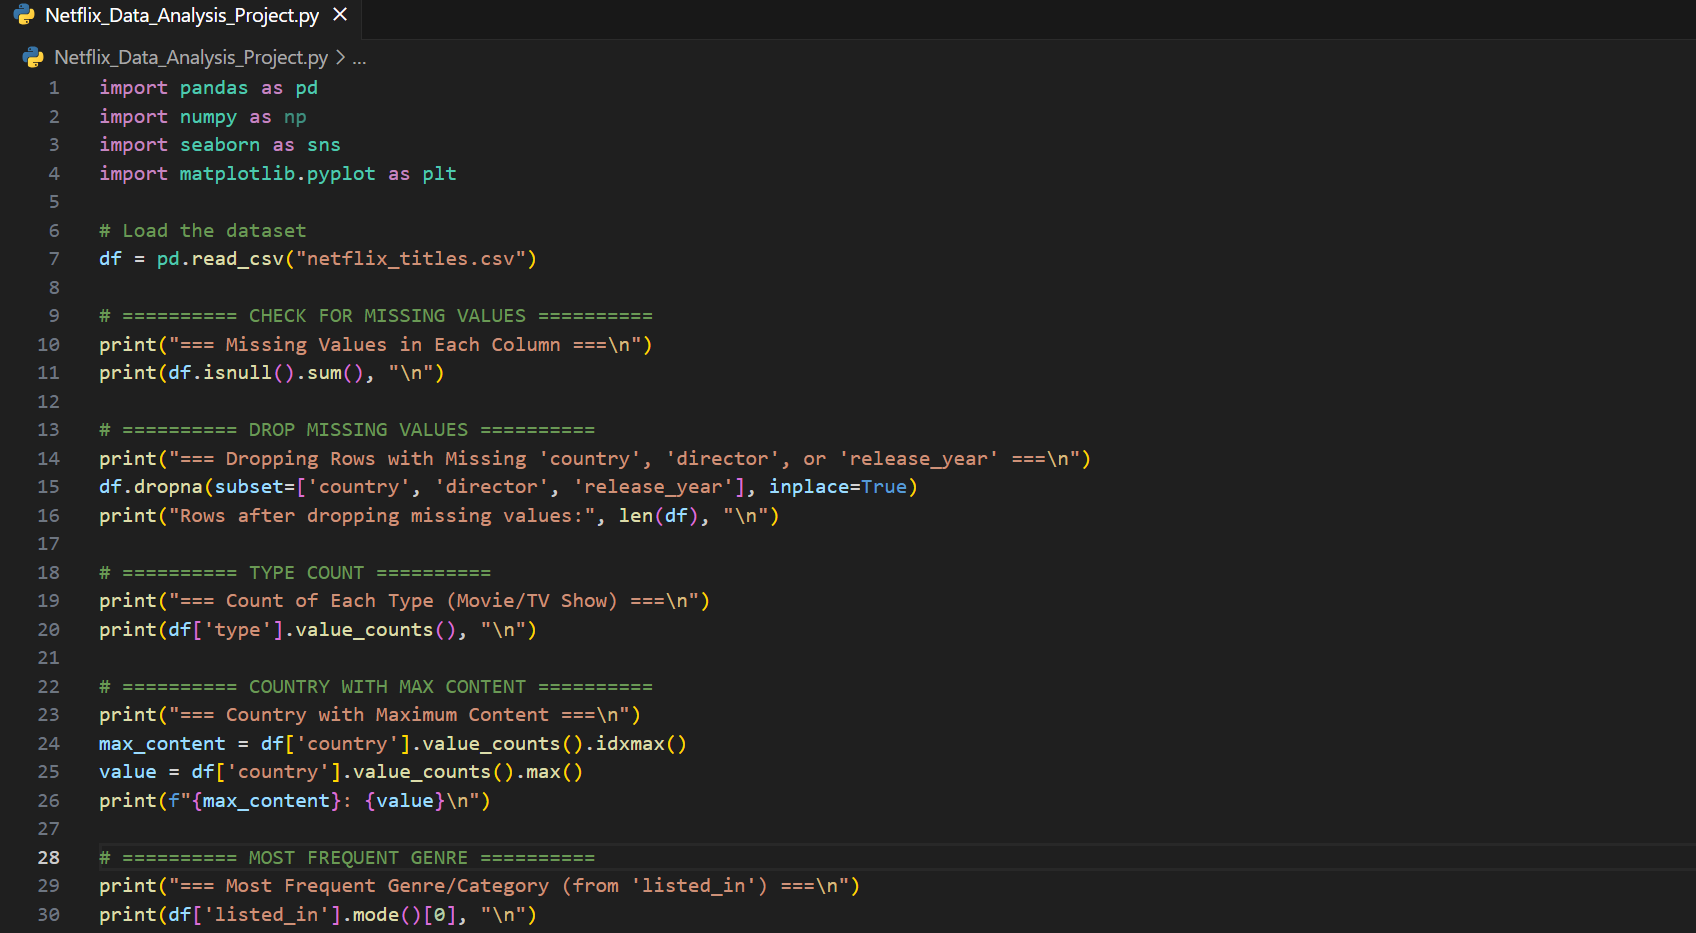 Netflix_Data_Analysis_Project.py ×
Netflix_Data_Analysis_Project.py > ...
1 import pandas as pd
2 import numpy as np
3 import seaborn as sns
4 import matplotlib.pyplot as plt
5
6 # Load the dataset
7 df = pd.read_csv("netflix_titles.csv")
8
9 # ========== CHECK FOR MISSING VALUES ==========
10 print("=== Missing Values in Each Column ===\n")
11 print(df.isnull().sum(), "\n")
12
13 # ========== DROP MISSING VALUES ==========
14 print("=== Dropping Rows with Missing 'country', 'director', or 'release_year' ===\n")
15 df.dropna(subset=['country', 'director', 'release_year'], inplace=True)
16 print("Rows after dropping missing values:", len(df), "\n")
17
18 # ========== TYPE COUNT ==========
19 print("=== Count of Each Type (Movie/TV Show) ===\n")
20 print(df['type'].value_counts(), "\n")
21
22 # ========== COUNTRY WITH MAX CONTENT ==========
23 print("=== Country with Maximum Content ===\n")
24 max_content = df['country'].value_counts().idxmax()
25 value = df['country'].value_counts().max()
26 print(f"{max_content}: {value}\n")
27
28 # ========== MOST FREQUENT GENRE ==========
29 print("=== Most Frequent Genre/Category (from 'listed_in') ===\n")
30 print(df['listed_in'].mode()[0], "\n")